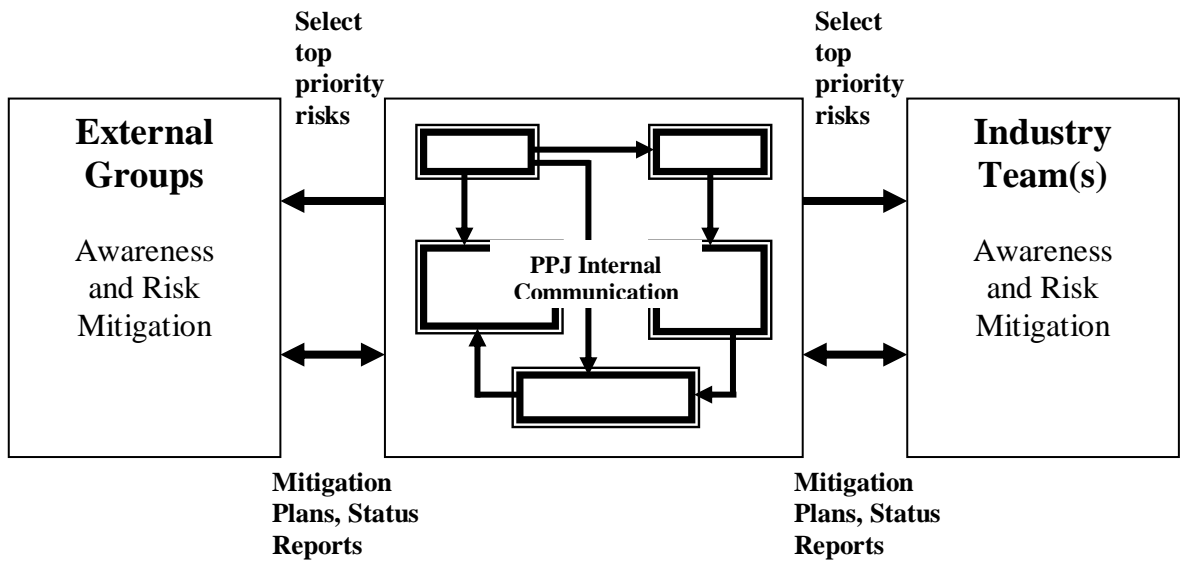 Select
top
priority
risks
Select
top
priority
risks
External
Groups
Awareness
and Risk
Mitigation
PPJ Internal
Communication
Industry
Team(s)
Awareness
and Risk
Mitigation
Mitigation
Plans, Status
Reports
Mitigation
Plans, Status
Reports